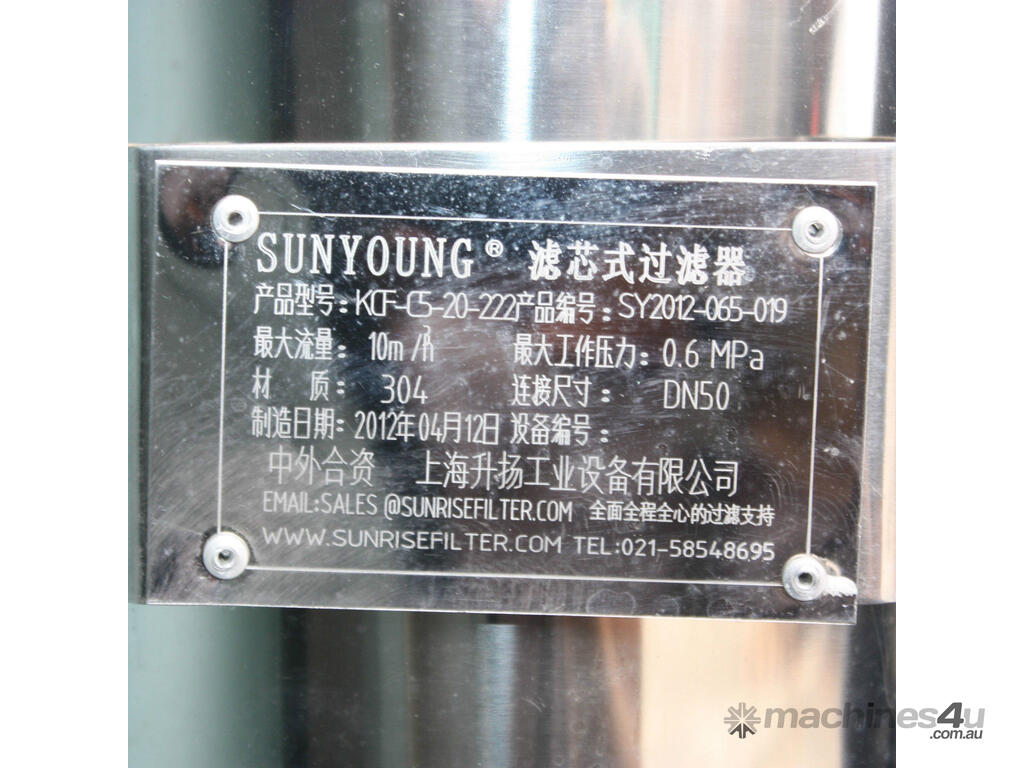 SUNYOUNG® 滤芯式过滤器
产品型号：KCF-C5-20-222产品编号：SY2012-065-019
最大流量：10m³/h 最大工作压力：0.6 MPa
材 质：304 连接尺寸：DN50
制造日期：2012年04月12日 设备编号：
中外合资 上海升扬工业设备有限公司
EMAIL:SALES @SUNRISEFILTER.COM 全面全程全心的过滤支持
WWW.SUNRISEFILTER.COM TEL:021-58548695
machines4u
.com.au